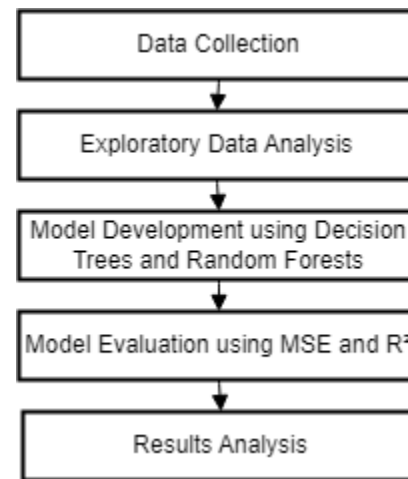 Data Collection
Exploratory Data Analysis
Model Development using Decision
Trees and Random Forests
Model Evaluation using MSE and R²
Results Analysis